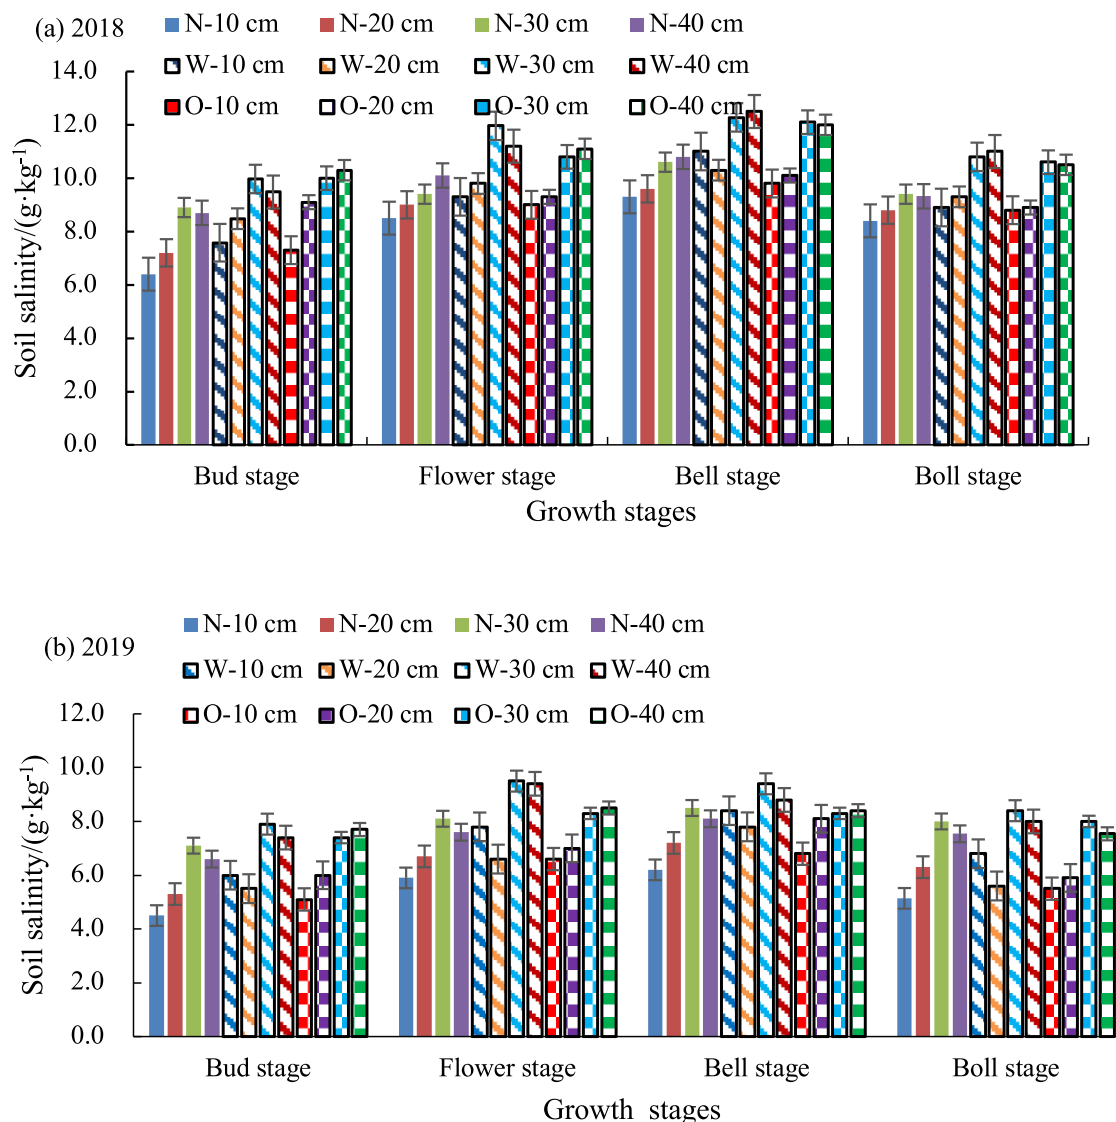 (a) 2018
N-10 cm N-20 cm N-30 cm N-40 cm
W-10 cm W-20 cm W-30 cm W-40 cm
O-10 cm O-20 cm O-30 cm O-40 cm
Soil salinity/(g·kg⁻¹)
14.0
12.0
10.0
8.0
6.0
4.0
2.0
0.0
Bud stage Flower stage Bell stage Boll stage
Growth stages
(b) 2019
N-10 cm N-20 cm N-30 cm N-40 cm
W-10 cm W-20 cm W-30 cm W-40 cm
O-10 cm O-20 cm O-30 cm O-40 cm
Soil salinity/(g·kg⁻¹)
12.0
10.0
8.0
6.0
4.0
2.0
0.0
Bud stage Flower stage Bell stage Boll stage
Growth stages